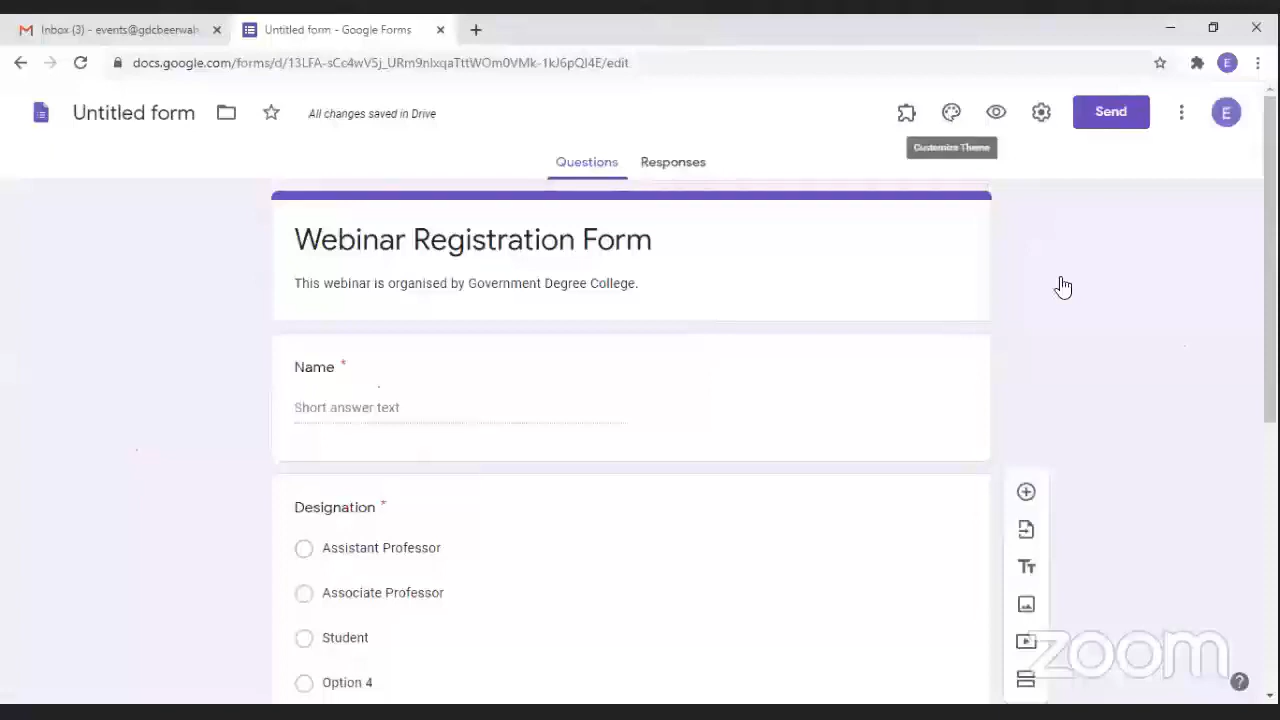 Inbox (3) - events@gdcbeerwah
Untitled form - Google Forms
docs.google.com/forms/d/13LFA-sCc4wV5j_URm9nlxqaTttWOm0VMk-1kJ6pQI4E/edit
E
Untitled form
All changes saved in Drive
Send
E
Customize Theme
Questions
Responses
Webinar Registration Form
This webinar is organised by Government Degree College.
Name *
Short answer text
Designation *
Assistant Professor
Associate Professor
Student
Option 4
zoom